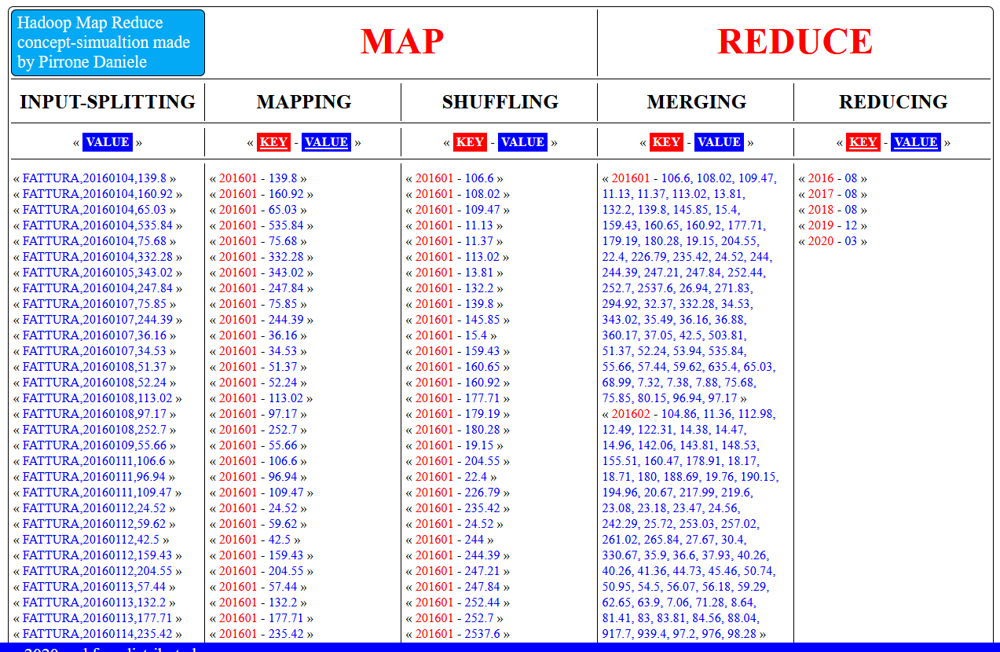 Hadoop Map Reduce
concept-simualtion made
by Pirrone Daniele
MAP
REDUCE
INPUT-SPLITTING
MAPPING
SHUFFLING
MERGING
REDUCING
« VALUE »
« KEY - VALUE »
« KEY - VALUE »
« KEY - VALUE »
« KEY - VALUE »
« FATTURA,20160104,139.8 »
« FATTURA,20160104,160.92 »
« FATTURA,20160104,65.03 »
« FATTURA,20160104,535.84 »
« FATTURA,20160104,75.68 »
« FATTURA,20160104,332.28 »
« FATTURA,20160105,343.02 »
« FATTURA,20160104,247.84 »
« FATTURA,20160107,75.85 »
« FATTURA,20160107,244.39 »
« FATTURA,20160107,36.16 »
« FATTURA,20160107,34.53 »
« FATTURA,20160108,51.37 »
« FATTURA,20160108,52.24 »
« FATTURA,20160108,113.02 »
« FATTURA,20160108,97.17 »
« FATTURA,20160108,252.7 »
« FATTURA,20160109,55.66 »
« FATTURA,20160111,106.6 »
« FATTURA,20160111,96.94 »
« FATTURA,20160111,109.47 »
« FATTURA,20160112,24.52 »
« FATTURA,20160112,59.62 »
« FATTURA,20160112,42.5 »
« FATTURA,20160112,159.43 »
« FATTURA,20160112,204.55 »
« FATTURA,20160113,57.44 »
« FATTURA,20160113,132.2 »
« FATTURA,20160113,177.71 »
« FATTURA,20160114,235.42 »
« 201601 - 139.8 »
« 201601 - 160.92 »
« 201601 - 65.03 »
« 201601 - 535.84 »
« 201601 - 75.68 »
« 201601 - 332.28 »
« 201601 - 343.02 »
« 201601 - 247.84 »
« 201601 - 75.85 »
« 201601 - 244.39 »
« 201601 - 36.16 »
« 201601 - 34.53 »
« 201601 - 51.37 »
« 201601 - 52.24 »
« 201601 - 113.02 »
« 201601 - 97.17 »
« 201601 - 252.7 »
« 201601 - 55.66 »
« 201601 - 106.6 »
« 201601 - 96.94 »
« 201601 - 109.47 »
« 201601 - 24.52 »
« 201601 - 59.62 »
« 201601 - 42.5 »
« 201601 - 159.43 »
« 201601 - 204.55 »
« 201601 - 57.44 »
« 201601 - 132.2 »
« 201601 - 177.71 »
« 201601 - 235.42 »
« 201601 - 106.6 »
« 201601 - 108.02 »
« 201601 - 109.47 »
« 201601 - 11.13 »
« 201601 - 11.37 »
« 201601 - 113.02 »
« 201601 - 13.81 »
« 201601 - 132.2 »
« 201601 - 139.8 »
« 201601 - 145.85 »
« 201601 - 15.4 »
« 201601 - 159.43 »
« 201601 - 160.65 »
« 201601 - 160.92 »
« 201601 - 177.71 »
« 201601 - 179.19 »
« 201601 - 180.28 »
« 201601 - 19.15 »
« 201601 - 204.55 »
« 201601 - 22.4 »
« 201601 - 226.79 »
« 201601 - 235.42 »
« 201601 - 24.52 »
« 201601 - 244 »
« 201601 - 244.39 »
« 201601 - 247.21 »
« 201601 - 247.84 »
« 201601 - 252.44 »
« 201601 - 252.7 »
« 201601 - 2537.6 »
« 201601 - 106.6, 108.02, 109.47,
11.13, 11.37, 113.02, 13.81,
132.2, 139.8, 145.85, 15.4,
159.43, 160.65, 160.92, 177.71,
179.19, 180.28, 19.15, 204.55,
22.4, 226.79, 235.42, 24.52, 244,
244.39, 247.21, 247.84, 252.44,
252.7, 2537.6, 26.94, 271.83,
294.92, 32.37, 332.28, 34.53,
343.02, 35.49, 36.16, 36.88,
360.17, 37.05, 42.5, 503.81,
51.37, 52.24, 53.94, 535.84,
55.66, 57.44, 59.62, 635.4, 65.03,
68.99, 7.32, 7.38, 7.88, 75.68,
75.85, 80.15, 96.94, 97.17 »
« 201602 - 104.86, 11.36, 112.98,
12.49, 122.31, 14.38, 14.47,
14.96, 142.06, 143.81, 148.53,
155.51, 160.47, 178.91, 18.17,
18.71, 180, 188.69, 19.76, 190.15,
194.96, 20.67, 217.99, 219.6,
23.08, 23.18, 23.47, 24.56,
242.29, 25.72, 253.03, 257.02,
261.02, 265.84, 27.67, 30.4,
330.67, 35.9, 36.6, 37.93, 40.26,
40.26, 41.36, 44.73, 45.46, 50.74,
50.95, 54.5, 56.07, 56.18, 59.29,
62.65, 63.9, 7.06, 71.28, 8.64,
81.41, 83, 83.81, 84.56, 88.04,
917.7, 939.4, 97.2, 976, 98.28 »
« 2016 - 08 »
« 2017 - 08 »
« 2018 - 08 »
« 2019 - 12 »
« 2020 - 03 »